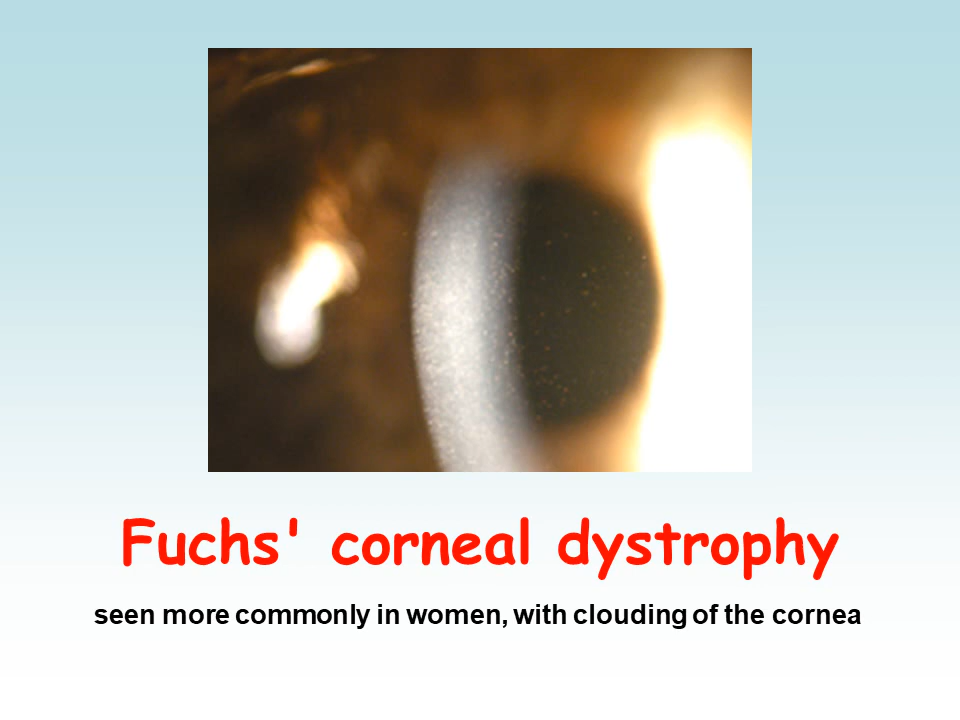 Fuchs' corneal dystrophy
seen more commonly in women, with clouding of the cornea